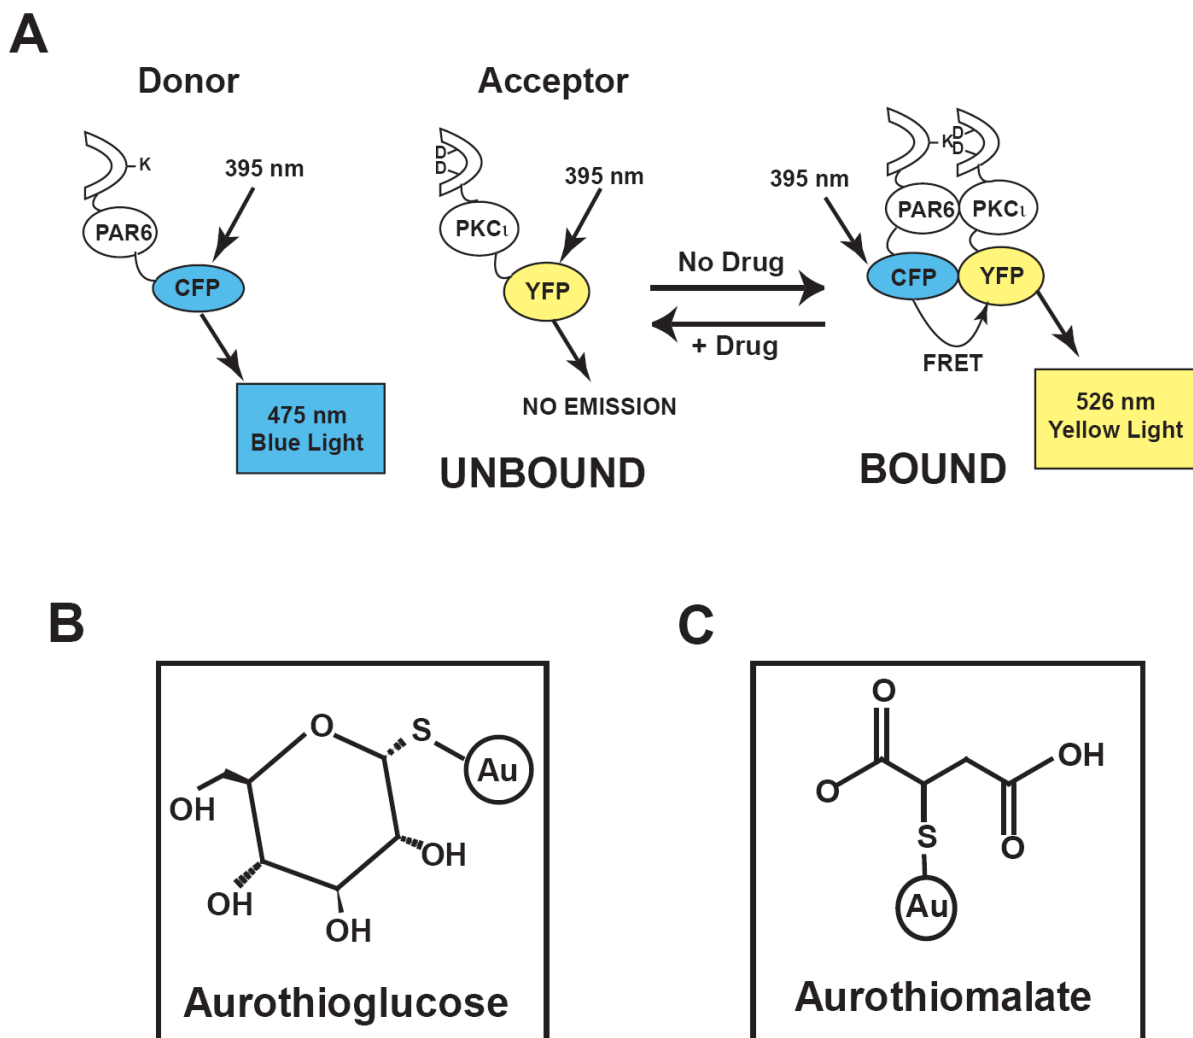 A
Donor
Acceptor
K
395 nm
PAR6
CFP
475 nm
Blue Light
D
D
395 nm
PKCι
YFP
NO EMISSION
UNBOUND
No Drug
+ Drug
395 nm
K
D
D
PAR6
PKCι
CFP
YFP
FRET
526 nm
Yellow Light
BOUND
B
O
S
Au
OH
OH
OH
OH
Aurothioglucose
C
O
OH
O
S
O
Au
Aurothiomalate